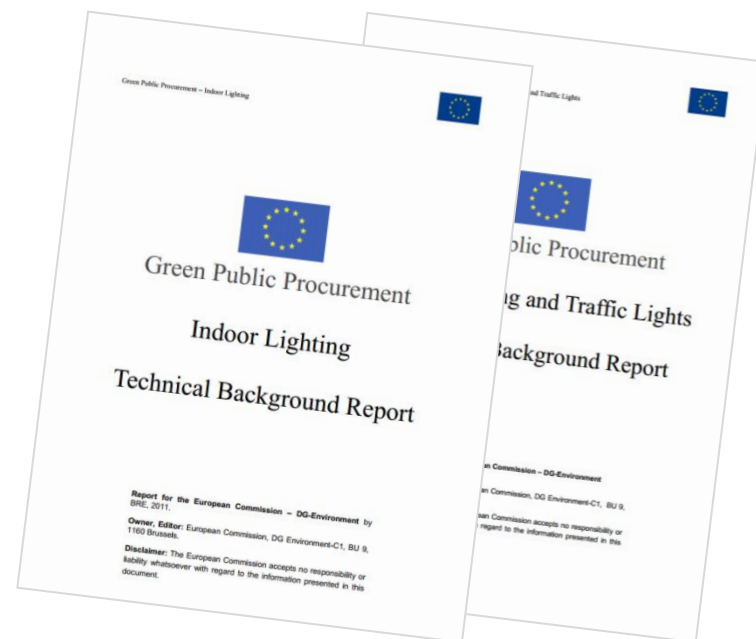 Green Public Procurement – Indoor Lighting
Green Public Procurement
Indoor Lighting
Technical Background Report
Report for the European Commission – DG-Environment by
BRE, 2011.
Owner, Editor: European Commission, DG Environment-C1, BU 9,
1160 Brussels.
Disclaimer: The European Commission accepts no responsibility or
liability whatsoever with regard to the information presented in this
document.
and Traffic Lights
Procurement
and Traffic Lights
Background Report
Commission – DG-Environment
Commission, DG Environment-C1, BU 9,
Commission accepts no responsibility or
regard to the information presented in this